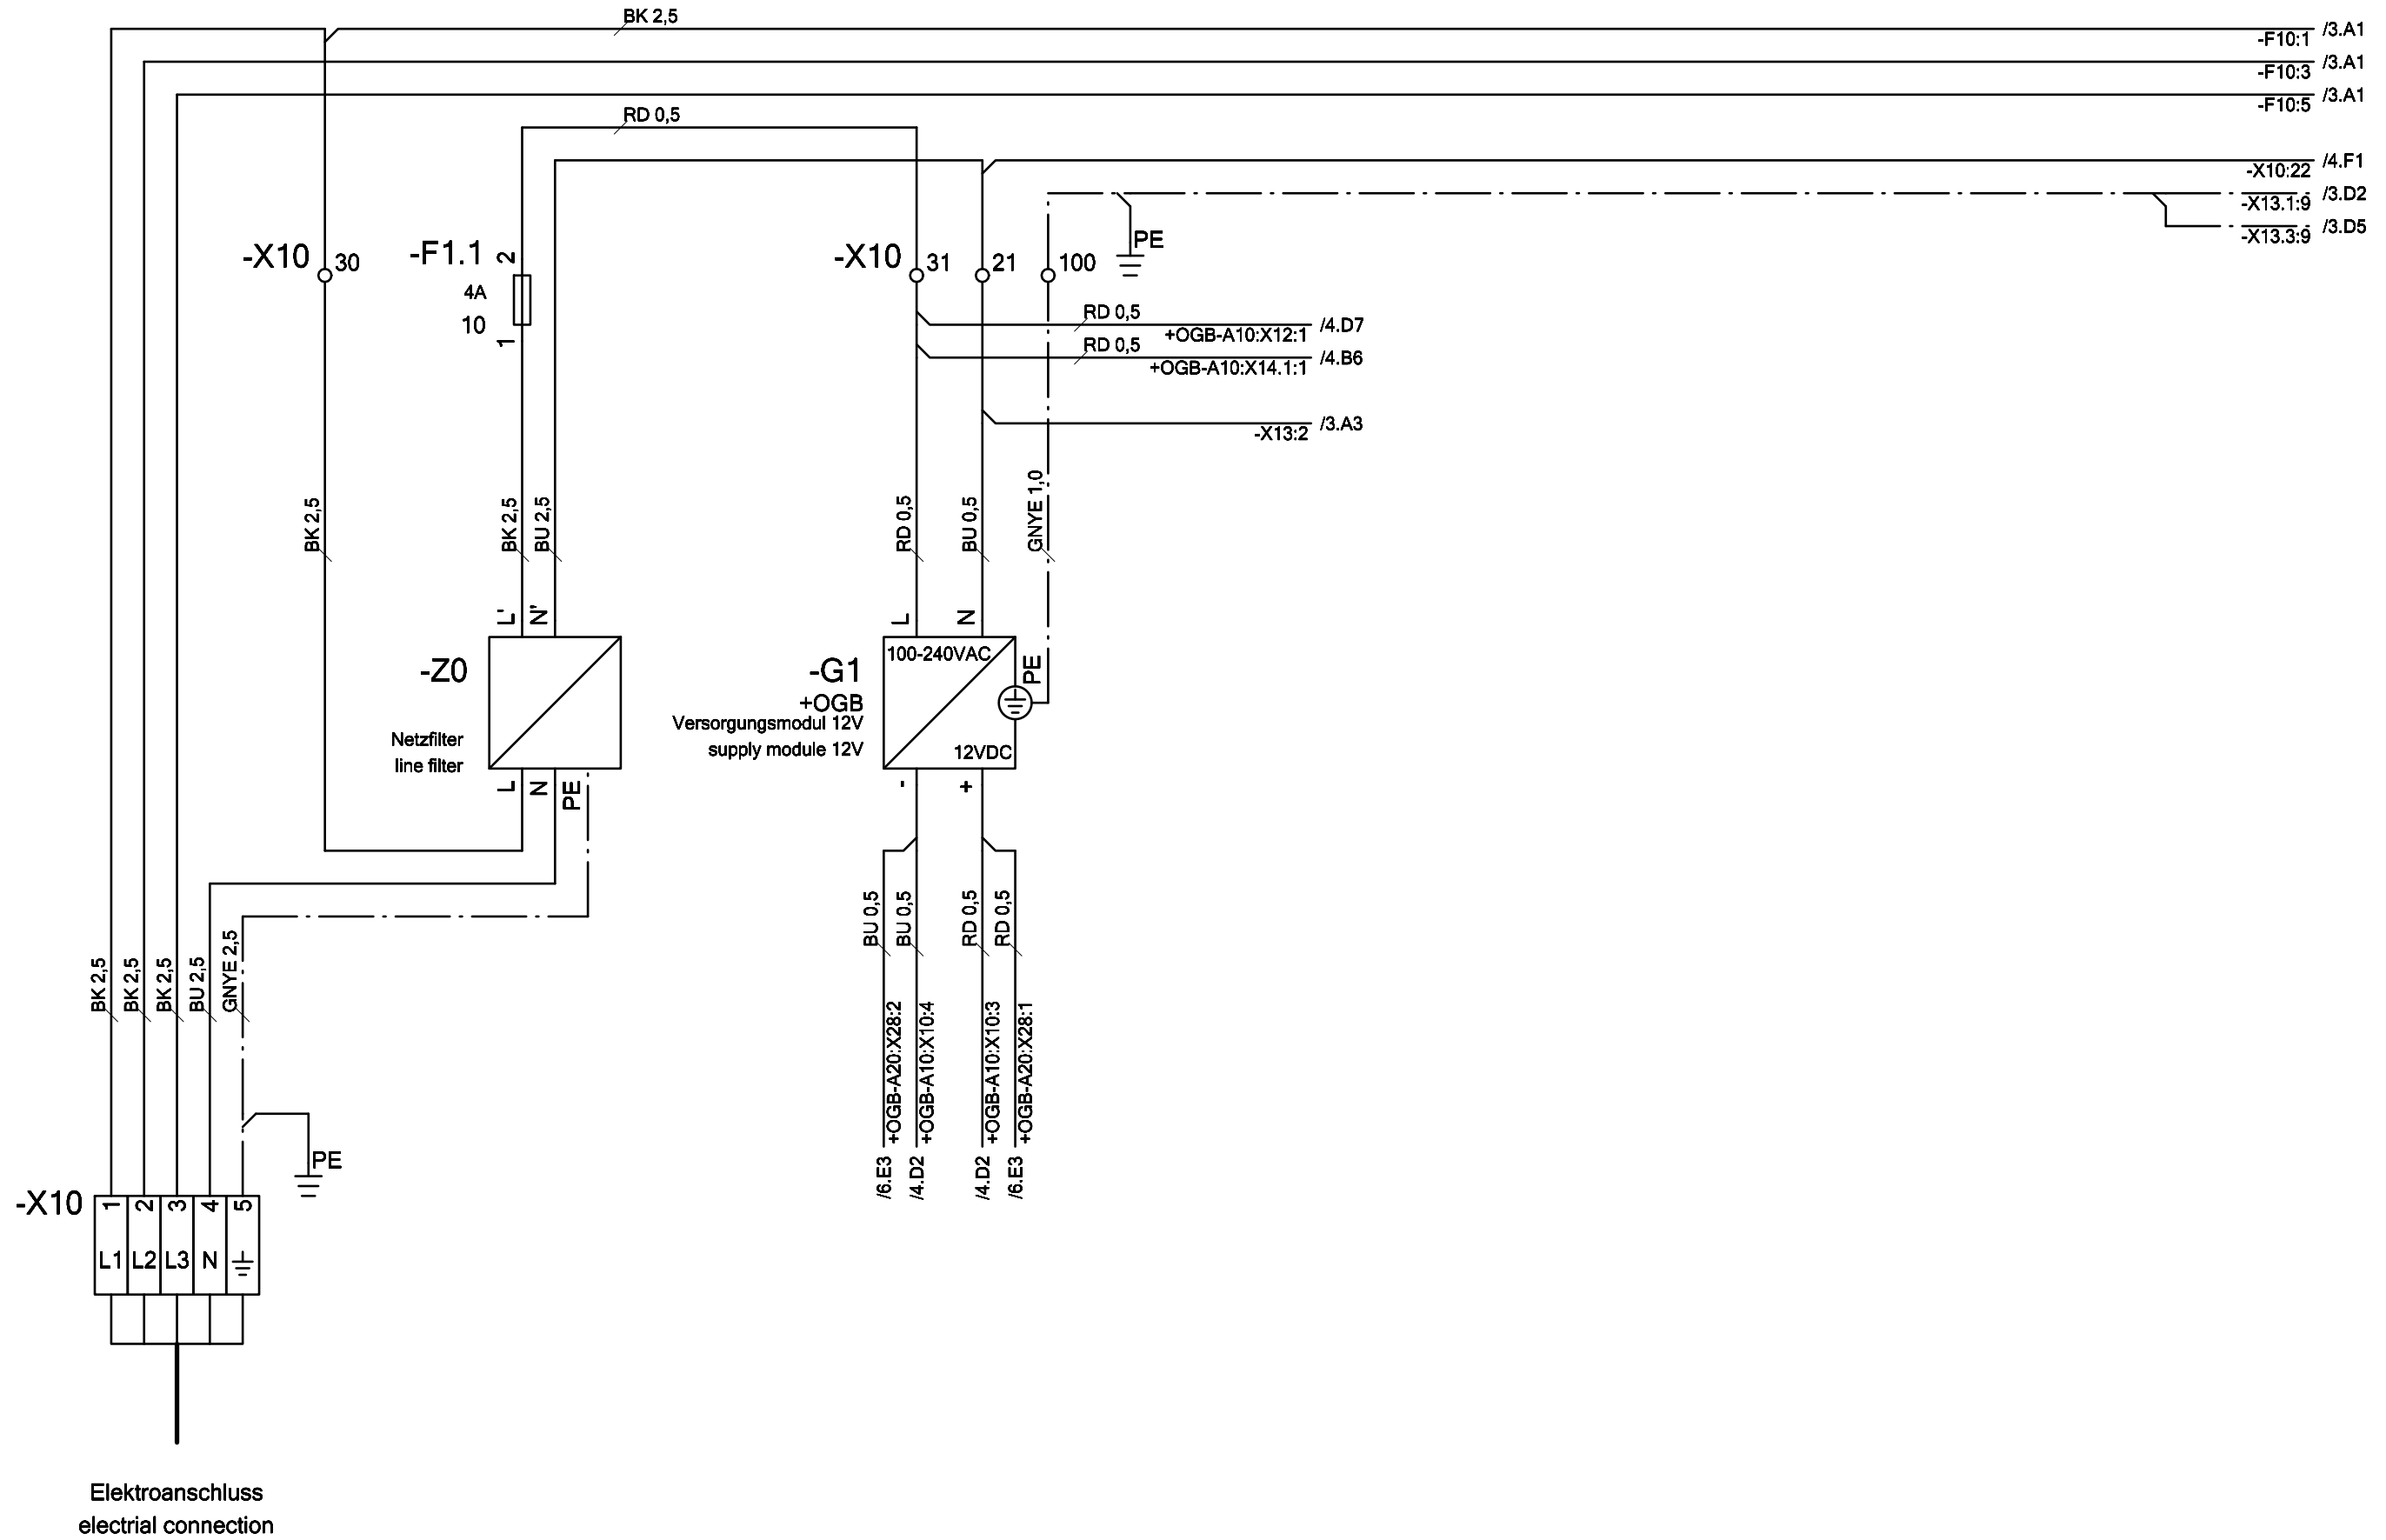 BK 2,5
/3.A1
-F10:1
/3.A1
-F10:3
/3.A1
-F10:5
RD 0,5
/4.F1
-X10:22
/3.D2
-X13.1:9
/3.D5
-X13.3:9
PE
-X10
30
-F1.1
2
4A
10
1
-X10
31
21
100
RD 0,5
/4.D7
+OGB-A10:X12:1
RD 0,5
/4.B6
+OGB-A10:X14.1:1
/3.A3
-X13:2
BK 2,5
BK 2,5
BU 2,5
RD 0,5
BU 0,5
GNYE 1,0
L'
N'
L
N
-Z0
Netzfilter
line filter
L
N
PE
-G1
+OGB
Versorgungsmodul 12V
supply module 12V
100-240VAC
PE
12VDC
-
+
BU 0,5
BU 0,5
RD 0,5
RD 0,5
+OGB-A20:X28:2
+OGB-A10:X10:4
+OGB-A10:X10:3
+OGB-A20:X28:1
/6.E3
/4.D2
/4.D2
/6.E3
BK 2,5
BK 2,5
BK 2,5
BU 2,5
GNYE 2,5
PE
-X10
1
2
3
4
5
L1
L2
L3
N
Elektroanschluss
electrial connection